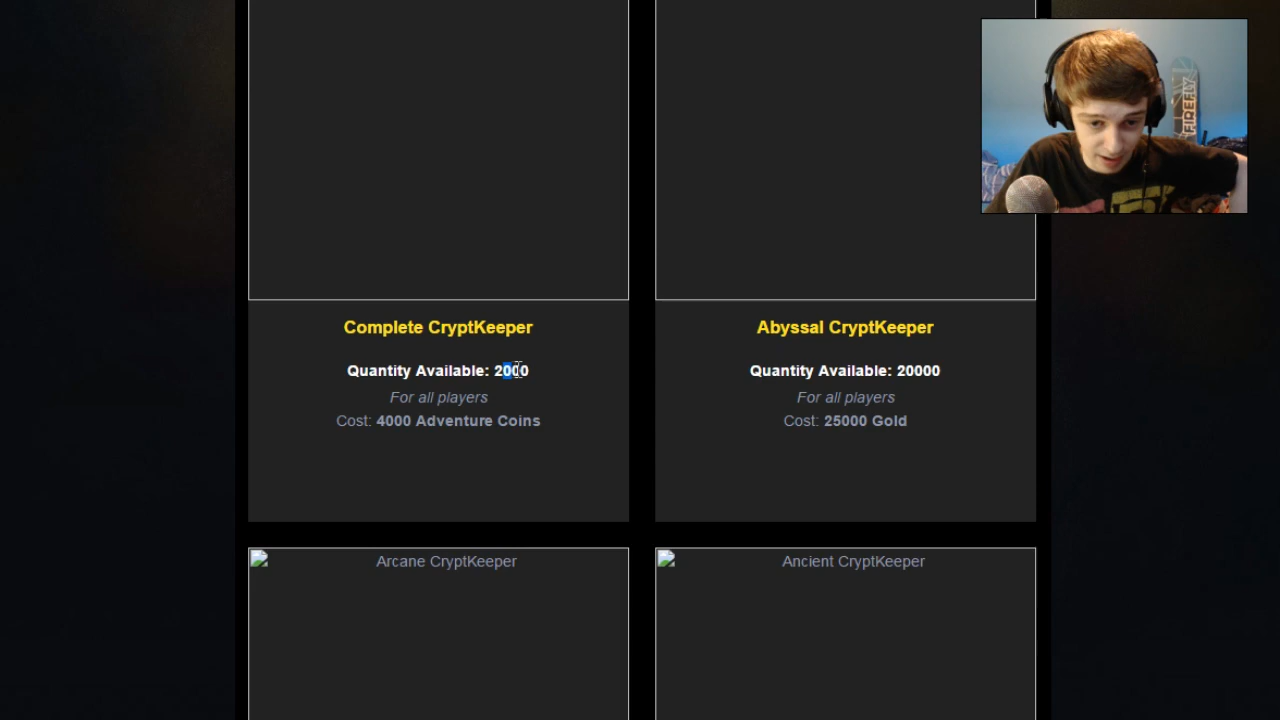 FIREFLY
Complete CryptKeeper
Quantity Available: 2000
For all players
Cost: 4000 Adventure Coins
Abyssal CryptKeeper
Quantity Available: 20000
For all players
Cost: 25000 Gold
Arcane CryptKeeper
Ancient CryptKeeper